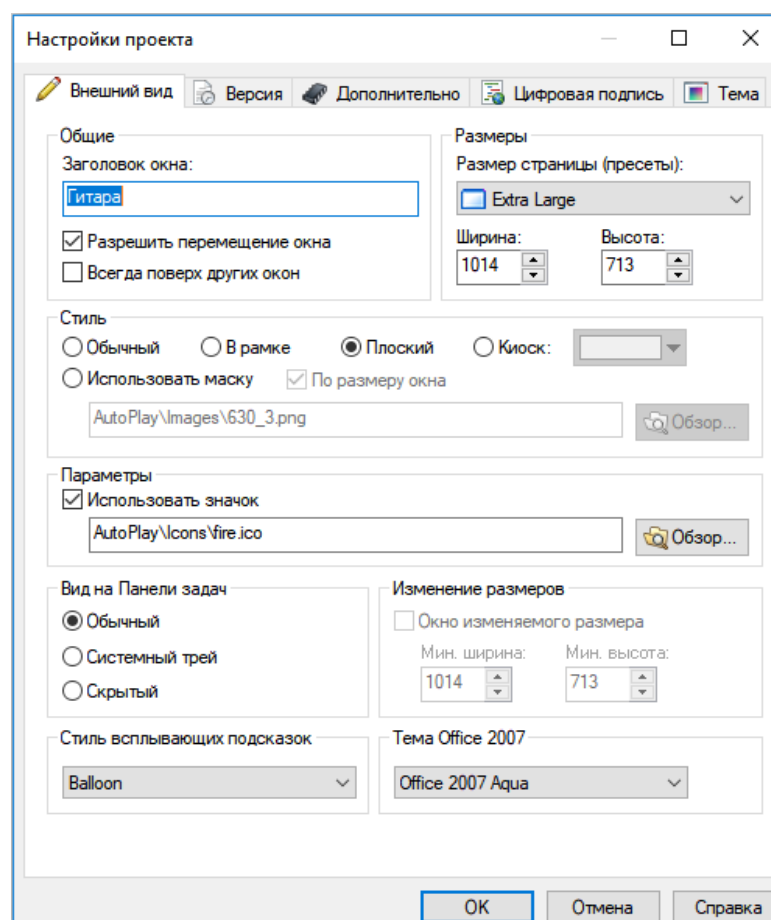 Настройки проекта
Внешний вид Версия Дополнительно Цифровая подпись Тема
Общие
Заголовок окна:
Гитара
Разрешить перемещение окна
Всегда поверх других окон
Размеры
Размер страницы (пресеты):
Extra Large
Ширина: Высота:
1014 713
Стиль
Обычный В рамке Плоский Киоск:
Использовать маску По размеру окна
AutoPlay\Images\630_3.png Обзор...
Параметры
Использовать значок
AutoPlay\Icons\fire.ico Обзор...
Вид на Панели задач
Обычный
Системный трей
Скрытый
Изменение размеров
Окно изменяемого размера
Мин. ширина: Мин. высота:
1014 713
Стиль всплывающих подсказок
Balloon
Тема Office 2007
Office 2007 Aqua
OK Отмена Справка